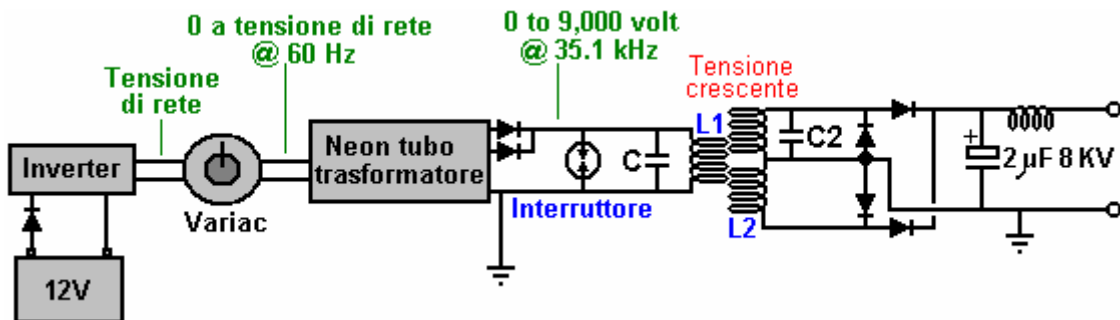 0 a tensione di rete
@ 60 Hz
0 to 9,000 volt
@ 35.1 kHz
Tensione
di rete
Tensione
crescente
Inverter
Variac
Neon tubo
trasformatore
Interruttore
C
L1
L2
C2
+
2 µF 8 KV
12V